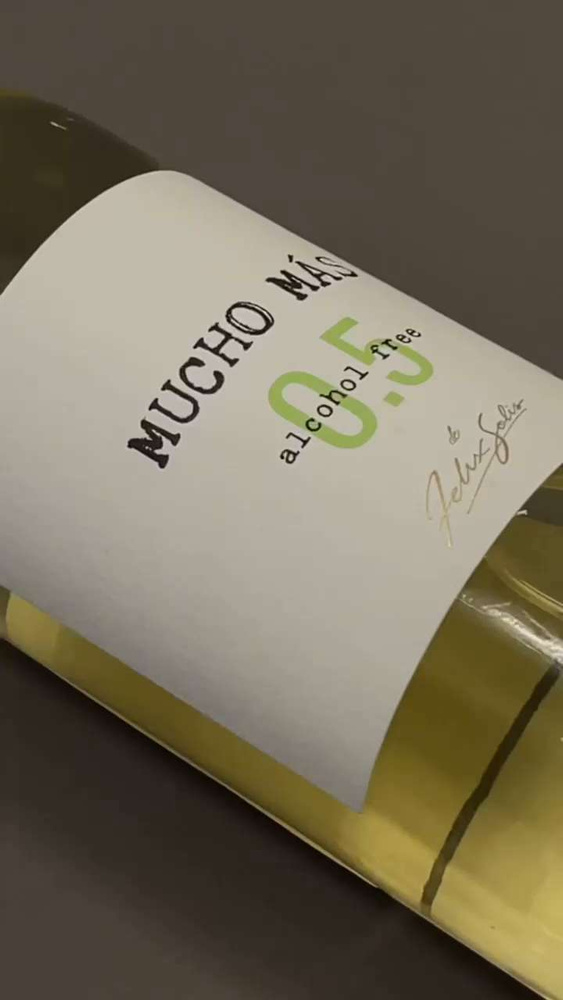 MUCHO MÁS
0.5
alcohol free
de
Felix Solis